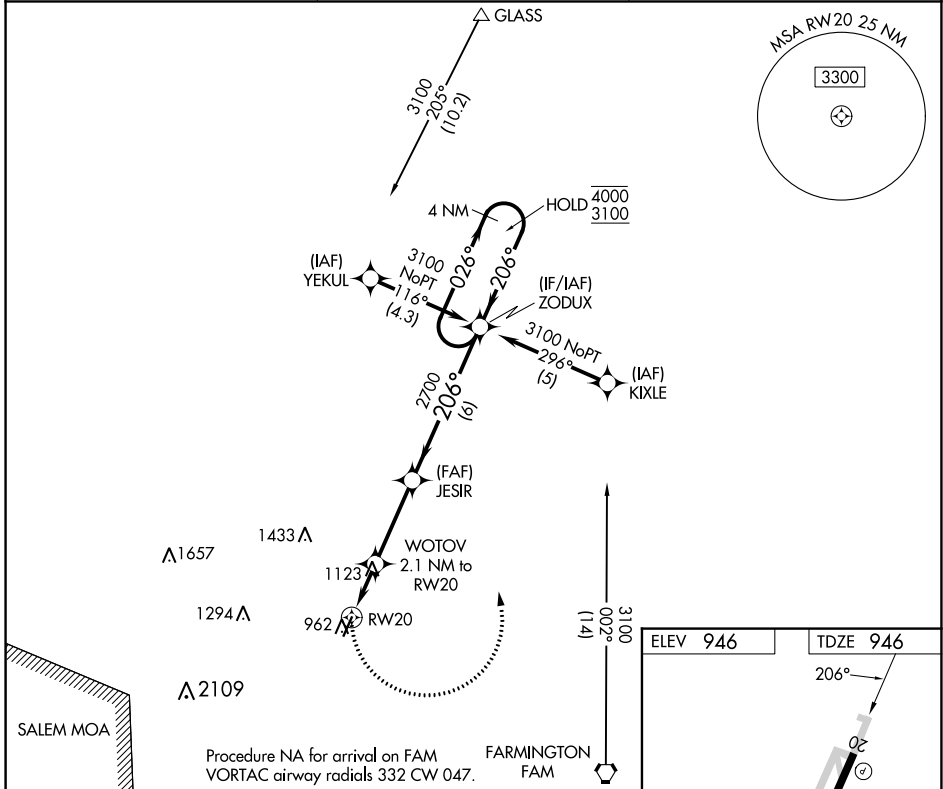 GLASS
MSA RW20 25 NM
3300
3100
205°
(10.2)
4 NM
HOLD
4000
3100
(IAF)
YEKUL
3100
NoPT
116°
(4.3)
026°
206°
(IF/IAF)
ZODUX
3100 NoPT
296°
(5)
(IAF)
KIXLE
2700
206°
(6)
(FAF)
JESIR
1433
1657
WOTOV
2.1 NM to
RW20
1123
1294
962
RW20
3100
002°
(14)
2109
SALEM MOA
Procedure NA for arrival on FAM
VORTAC airway radials 332 CW 047.
FARMINGTON
FAM
ELEV 946
TDZE 946
206°
20
P